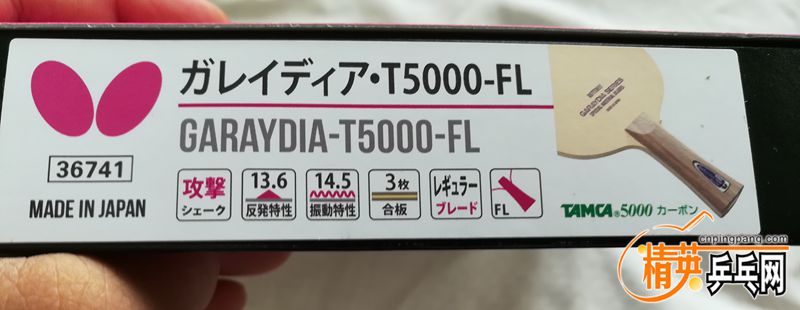 ガレイディア・T5000-FL
GARAYDIA-T5000-FL
36741
MADE IN JAPAN
攻撃
シェーク
13.6
反発特性
14.5
振動特性
3枚
合板
レギュラー
ブレード
FL
TAMCA®5000 カーボン
GARAYDIA SERIES
cnpingpang.com
精英乒乓网